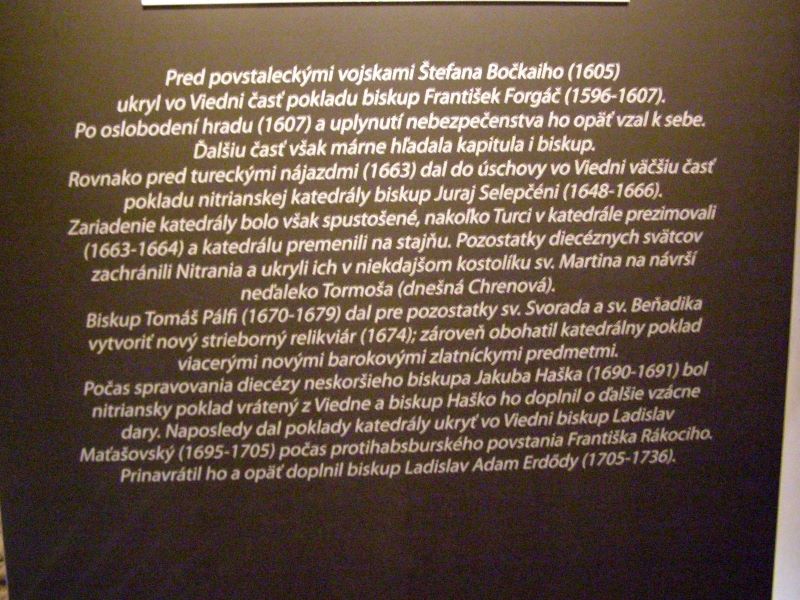 Pred povstaleckými vojskami Štefana Bočkaiho (1605)
ukryl vo Viedni časť pokladu biskup František Forgáč (1596-1607).
Po oslobodení hradu (1607) a uplynutí nebezpečenstva ho opäť vzal k sebe.
Ďalšiu časť však márne hľadala kapitula i biskup.
Rovnako pred tureckými nájazdmi (1663) dal do úschovy vo Viedni väčšiu časť
pokladu nitrianskej katedrály biskup Juraj Selepčéni (1648-1666).
Zariadenie katedrály bolo však spustošené, nakoľko Turci v katedrále prezimovali
(1663-1664) a katedrálu premenili na stajňu. Pozostatky diecéznych svätcov
zachránili Nitrania a ukryli ich v niekdajšom kostolíku sv. Martina na návrší
neďaleko Tormoša (dnešná Chrenová).
Biskup Tomáš Pálfi (1670-1679) dal pre pozostatky sv. Svorada a sv. Beňadika
vytvoriť nový strieborný relikviár (1674); zároveň obohatil katedrálny poklad
viacerými novými barokovými zlatníckymi predmetmi.
Počas spravovania diecézy neskoršieho biskupa Jakuba Haška (1690-1691) bol
nitriansky poklad vrátený z Viedne a biskup Haško ho doplnil o ďalšie vzácne
dary. Naposledy dal poklady katedrály ukryť vo Viedni biskup Ladislav
Maťašovský (1695-1705) počas protihabsburského povstania Františka Rákociho.
Prinavrátil ho a opäť doplnil biskup Ladislav Adam Erdődy (1705-1736).